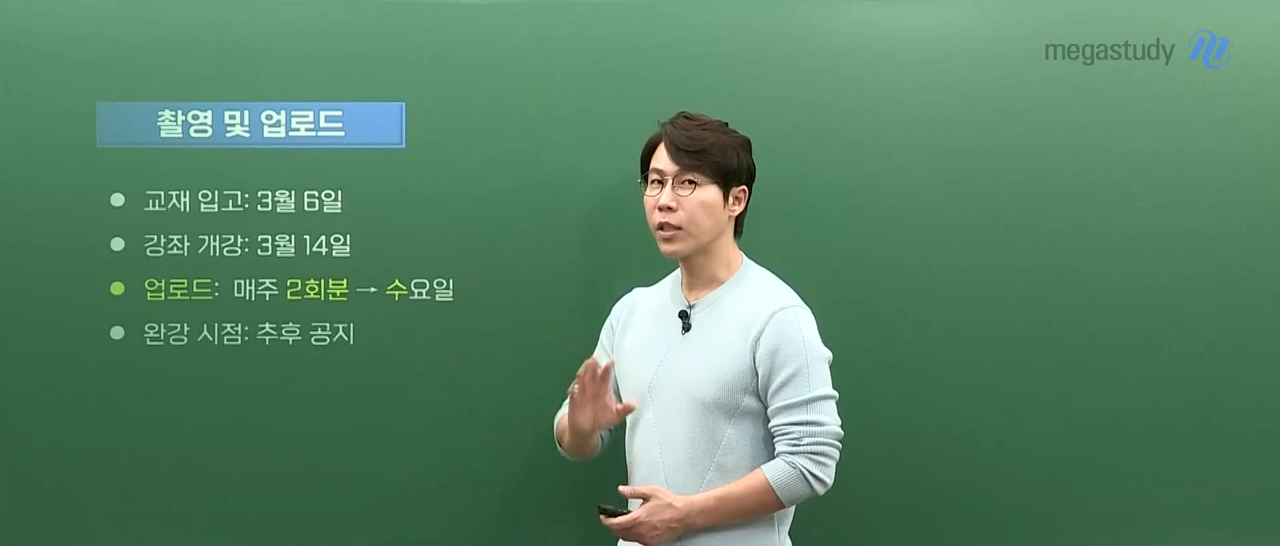 megastudy
촬영 및 업로드
교재 입고: 3월 6일
강좌 개강: 3월 14일
업로드: 매주 2회분 → 수요일
완강 시점: 추후 공지